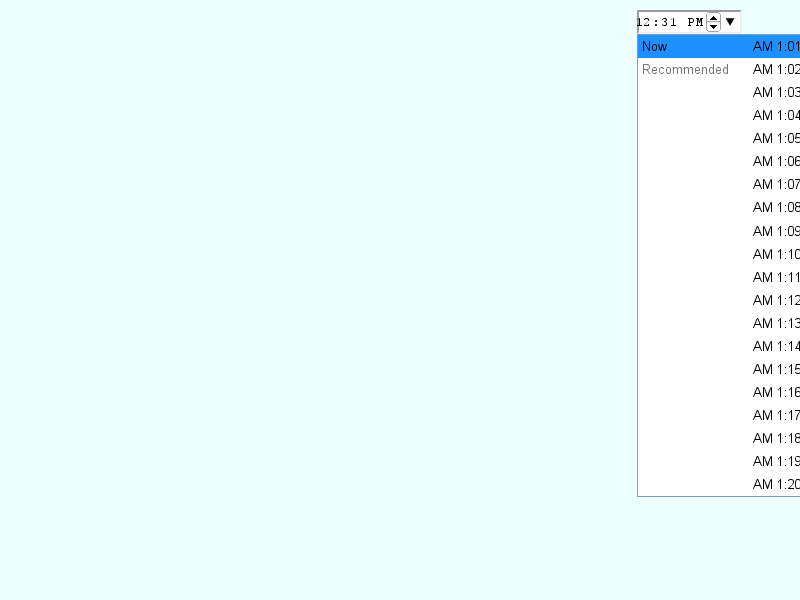 12:31 PM
Now AM 1:01
Recommended AM 1:02
AM 1:03
AM 1:04
AM 1:05
AM 1:06
AM 1:07
AM 1:08
AM 1:09
AM 1:10
AM 1:11
AM 1:12
AM 1:13
AM 1:14
AM 1:15
AM 1:16
AM 1:17
AM 1:18
AM 1:19
AM 1:20